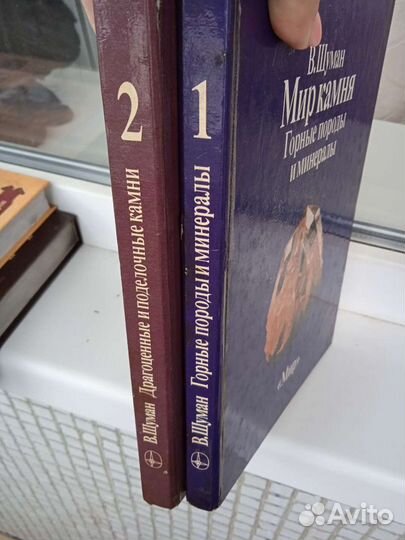 2
В.Шуман Драгоценные и поделочные камни
1
В.Шуман Горные породы и минералы
В.Шуман
Мир камня
Горные породы
и минералы
«Мир»
Avito